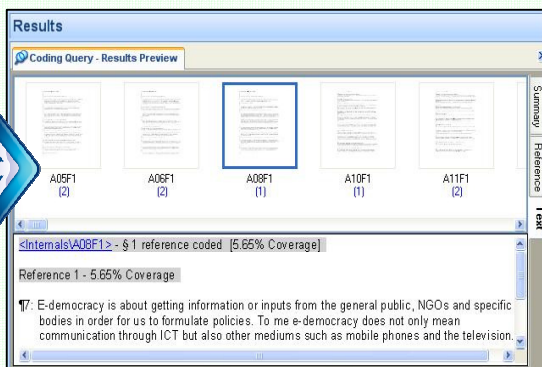 Results
Coding Query - Results Preview
A05F1
(2)
A06F1
(2)
A08F1
(1)
A10F1
(1)
A11F1
(2)
Summary
Reference
Text
<Internals\A08F1> - § 1 reference coded [5.65% Coverage]
Reference 1 - 5.65% Coverage
¶7: E-democracy is about getting information or inputs from the general public, NGOs and specific
bodies in order for us to formulate policies. To me e-democracy does not only mean
communication through ICT but also other mediums such as mobile phones and the television.